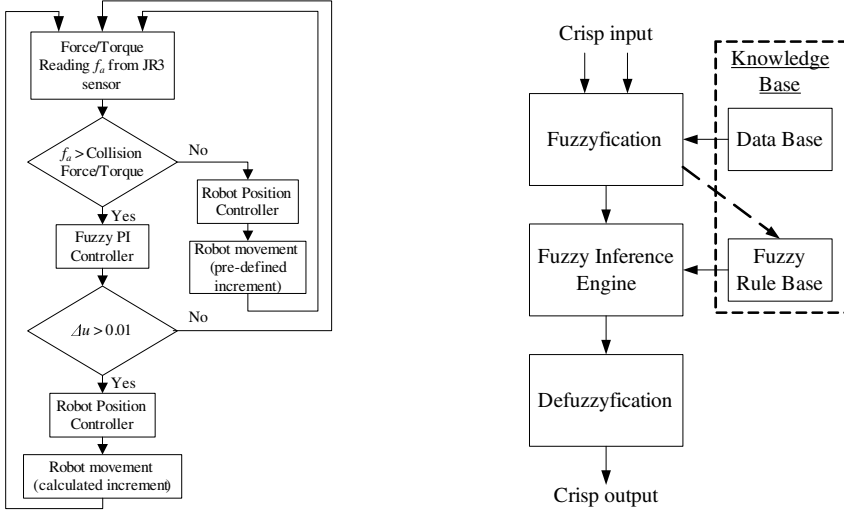 Force/Torque
Reading fa from JR3
sensor
fa > Collision
Force/Torque
No
Yes
Robot Position
Controller
Fuzzy PI
Controller
Robot movement
(pre-defined
increment)
Δu > 0.01
No
Yes
Robot Position
Controller
Robot movement
(calculated increment)
Crisp input
Knowledge
Base
Fuzzyfication
Data Base
Fuzzy Inference
Engine
Fuzzy
Rule Base
Defuzzyfication
Crisp output